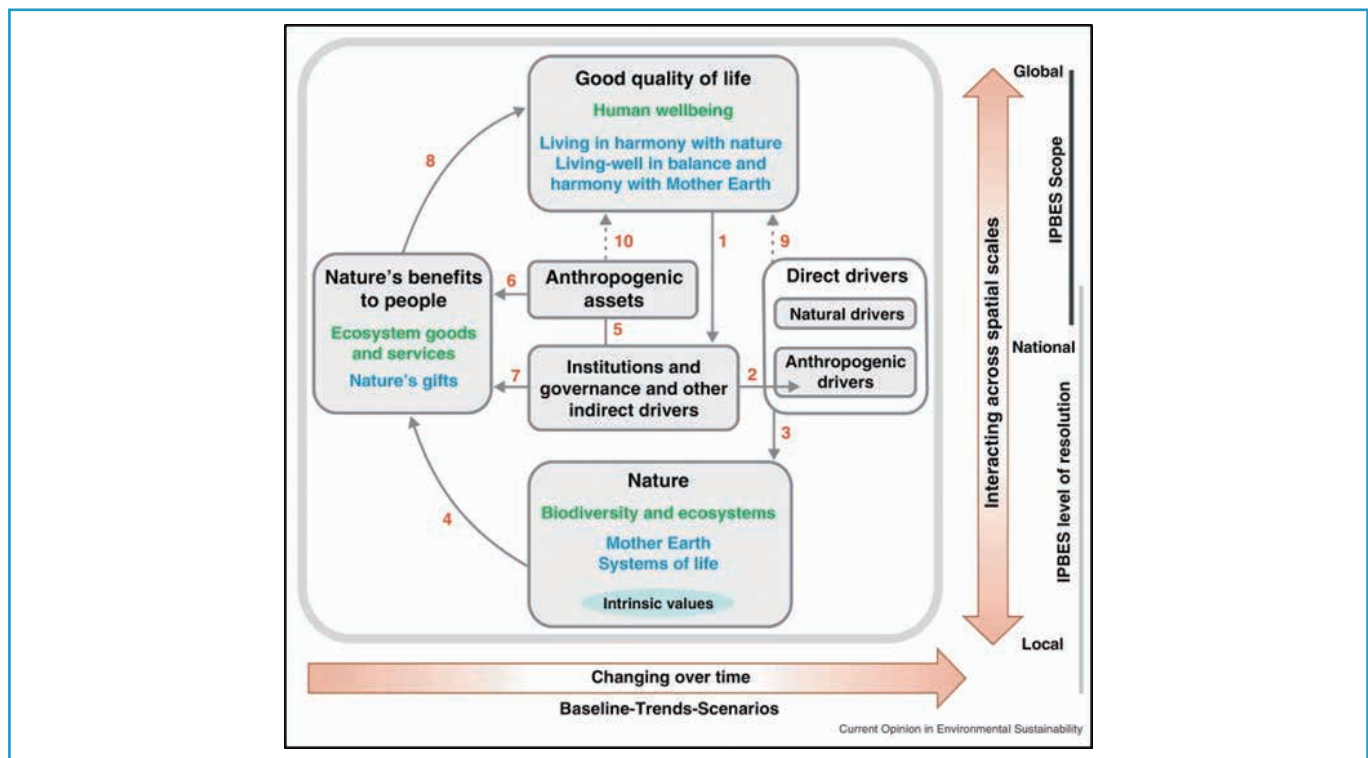 Good quality of life
Human wellbeing
Living in harmony with nature
Living-well in balance and
harmony with Mother Earth
8
10
1
9
Nature's benefits
to people
Ecosystem goods
and services
Nature's gifts
6
Anthropogenic
assets
5
7
Institutions and
governance and other
indirect drivers
2
Direct drivers
Natural drivers
Anthropogenic
drivers
3
4
Nature
Biodiversity and ecosystems
Mother Earth
Systems of life
Intrinsic values
Global
National
Local
Interacting across spatial scales
IPBES Scope
IPBES level of resolution
Changing over time
Baseline-Trends-Scenarios
Current Opinion in Environmental Sustainability